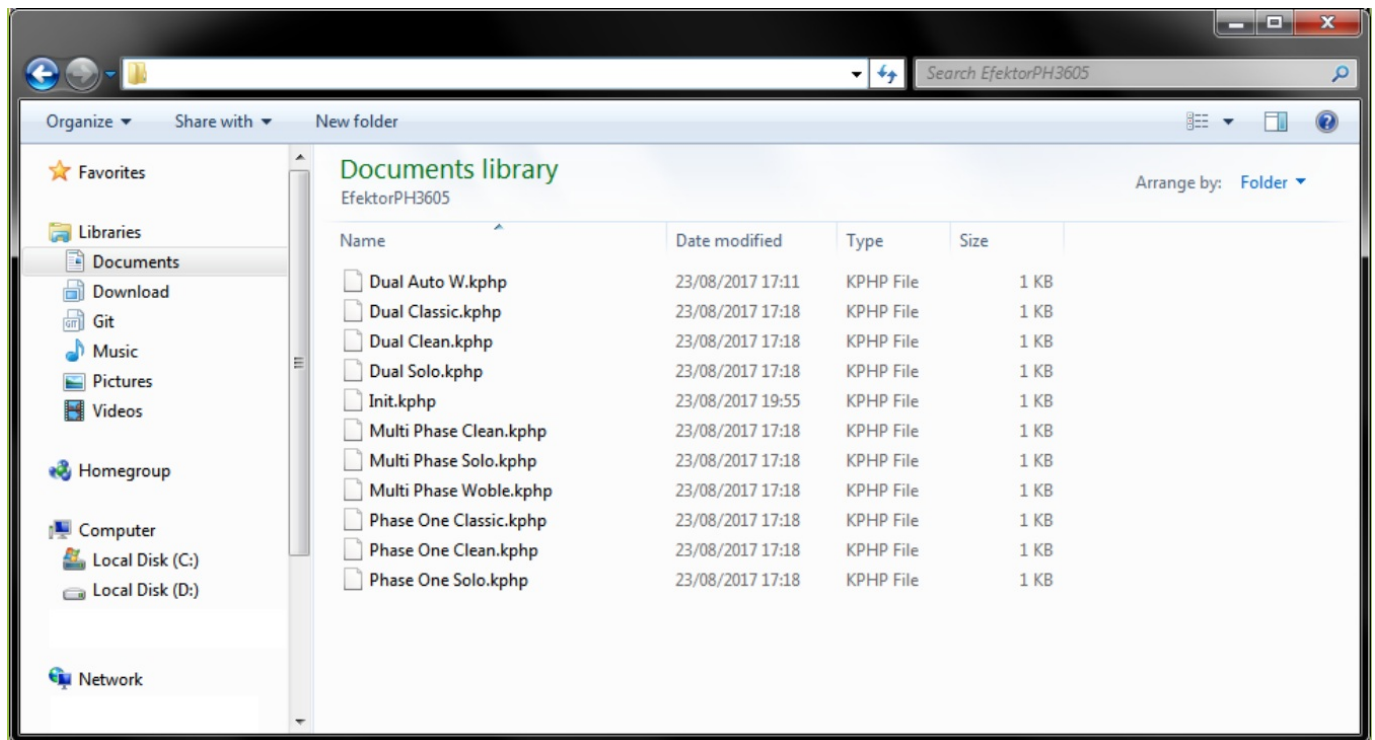 Search EfektorPH3605
Organize Share with New folder
Favorites
Libraries
Documents
Download
Git
Music
Pictures
Videos
Homegroup
Computer
Local Disk (C:)
Local Disk (D:)
Network
Documents library
EfektorPH3605
Arrange by: Folder
Name Date modified Type Size
Dual Auto W.kphp 23/08/2017 17:11 KPHP File 1 KB
Dual Classic.kphp 23/08/2017 17:18 KPHP File 1 KB
Dual Clean.kphp 23/08/2017 17:18 KPHP File 1 KB
Dual Solo.kphp 23/08/2017 17:18 KPHP File 1 KB
Init.kphp 23/08/2017 19:55 KPHP File 1 KB
Multi Phase Clean.kphp 23/08/2017 17:18 KPHP File 1 KB
Multi Phase Solo.kphp 23/08/2017 17:18 KPHP File 1 KB
Multi Phase Woble.kphp 23/08/2017 17:18 KPHP File 1 KB
Phase One Classic.kphp 23/08/2017 17:18 KPHP File 1 KB
Phase One Clean.kphp 23/08/2017 17:18 KPHP File 1 KB
Phase One Solo.kphp 23/08/2017 17:18 KPHP File 1 KB